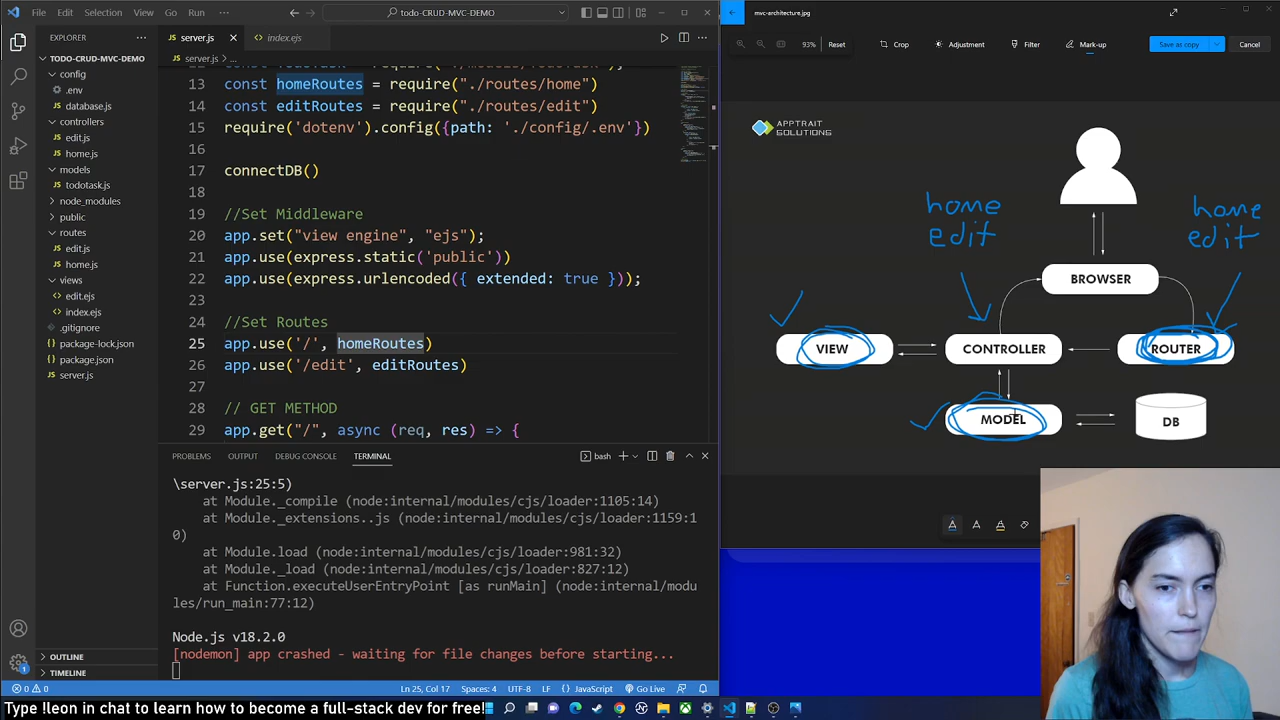 File Edit Selection View Go Run ... todo-CRUD-MVC-DEMO
EXPLORER
TODO-CRUD-MVC-DEMO
config
.env
database.js
controllers
edit.js
home.js
models
todotask.js
node_modules
public
routes
edit.js
home.js
views
edit.ejs
index.ejs
.gitignore
package-lock.json
package.json
server.js
OUTLINE
TIMELINE
server.js
index.ejs
server.js > ...
13 const homeRoutes = require("./routes/home")
14 const editRoutes = require("./routes/edit")
15 require('dotenv').config({path: './config/.env'})
16
17 connectDB()
18
19 //Set Middleware
20 app.set("view engine", "ejs");
21 app.use(express.static('public'))
22 app.use(express.urlencoded({ extended: true }));
23
24 //Set Routes
25 app.use('/', homeRoutes)
26 app.use('/edit', editRoutes)
27
28 // GET METHOD
29 app.get("/", async (req, res) => {
PROBLEMS OUTPUT DEBUG CONSOLE TERMINAL bash
\server.js:25:5)
at Module._compile (node:internal/modules/cjs/loader:1105:14)
at Module._extensions..js (node:internal/modules/cjs/loader:1159:1
0)
at Module.load (node:internal/modules/cjs/loader:981:32)
at Module._load (node:internal/modules/cjs/loader:827:12)
at Function.executeUserEntryPoint [as runMain] (node:internal/modu
les/run_main:77:12)
Node.js v18.2.0
[nodemon] app crashed - waiting for file changes before starting...
0 0 Ln 25, Col 17 Spaces: 4 UTF-8 LF JavaScript Go Live
Type !leon in chat to learn how to become a full-stack dev for free!
mvc-architecture.jpg
93% Reset Crop Adjustment Filter Mark-up Save as copy Cancel
APPTRAIT
SOLUTIONS
home
edit
home
edit
BROWSER
VIEW
CONTROLLER
ROUTER
MODEL
DB